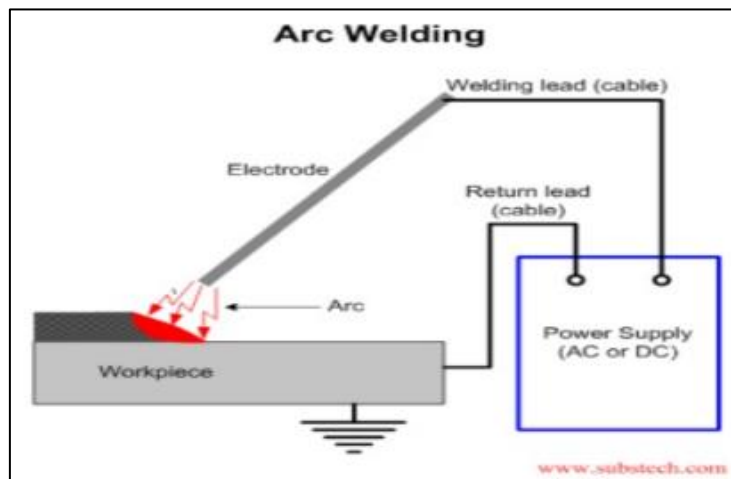 Arc Welding
Welding lead (cable)
Electrode
Return lead
(cable)
Arc
Power Supply
(AC or DC)
Workpiece
www.substech.com